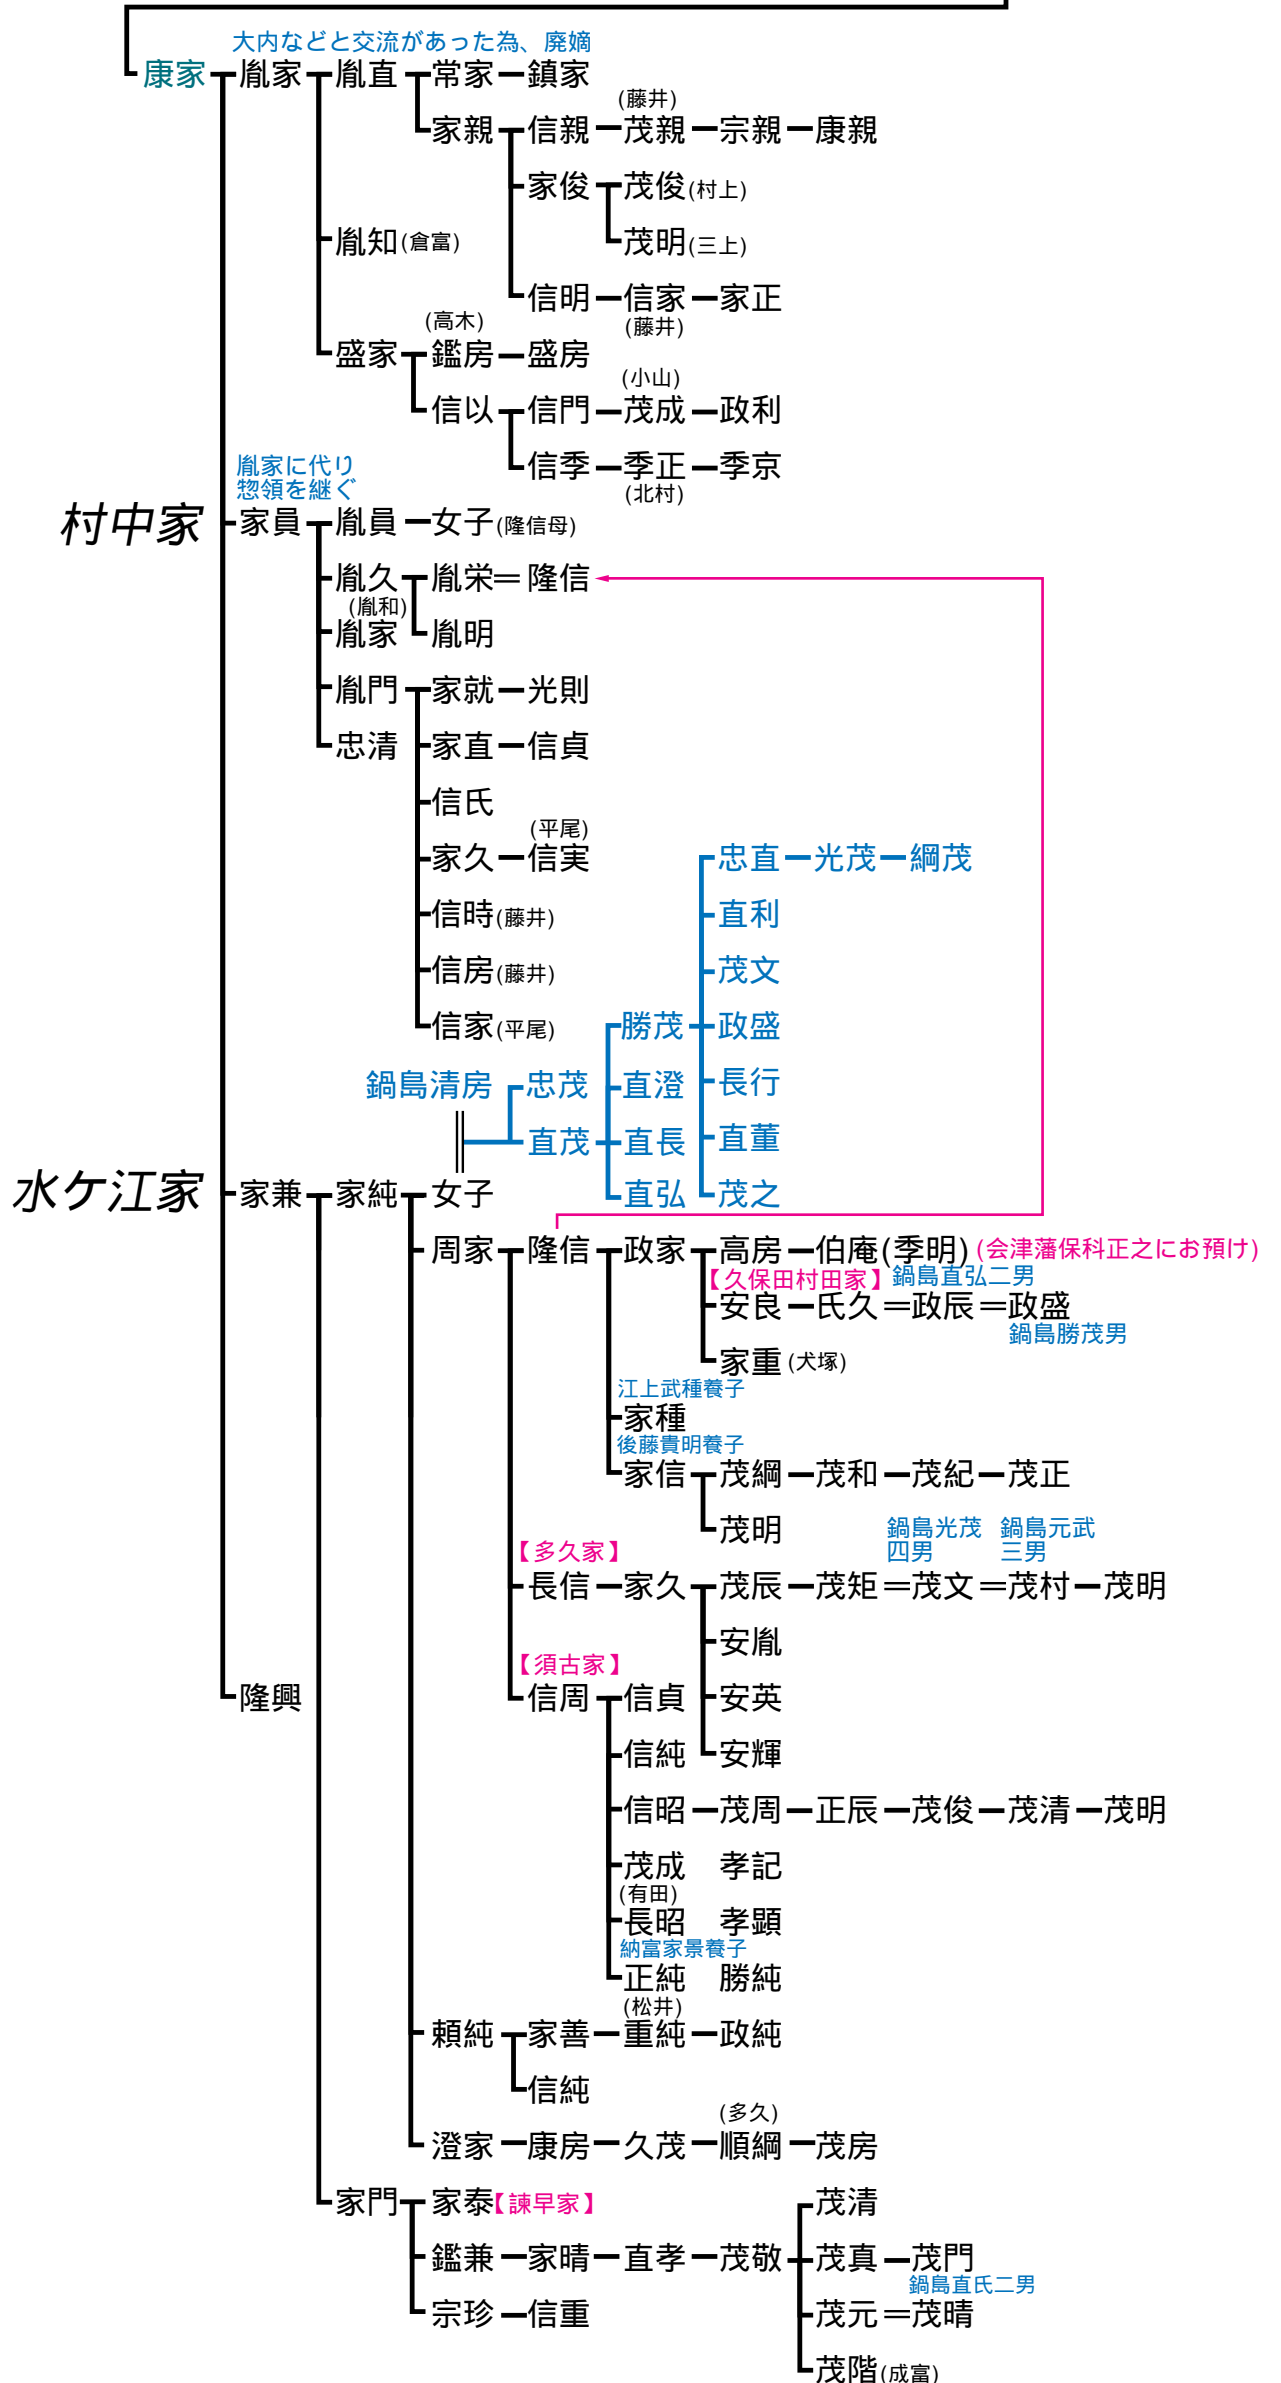 大内などと交流があった為、廃嫡
康家 胤家 胤直 常家 鎮家
(藤井)
家親 信親 茂親 宗親 康親
家俊 茂俊(村上)
胤知(倉富) 茂明(三上)
信明 信家 家正
(高木) (藤井)
盛家 鑑房 盛房
(小山)
信以 信門 茂成 政利
胤家に代り
信季 季正 季京
惣領を継ぐ (北村)
村中家 家員 胤員 女子(隆信母)
胤久 胤栄 隆信
(胤和)
胤家 胤明
胤門 家就 光則
忠清 家直 信貞
信氏
(平尾)
家久 信実 忠直 光茂 綱茂
信時(藤井) 直利
信房(藤井) 茂文
信家(平尾) 勝茂 政盛
鍋島清房 忠茂 直澄 長行
直茂 直長 直董
水ケ江家 家兼 家純 女子 直弘 茂之
周家 隆信 政家 高房 伯庵(季明)(会津藩保科正之にお預け)
【久保田村田家】 鍋島直弘二男
安良 氏久 政辰 政盛
鍋島勝茂男
家重(犬塚)
江上武種養子
家種
後藤貴明養子
家信 茂綱 茂和 茂紀 茂正
茂明 鍋島光茂 鍋島元武
【多久家】 四男 三男
長信 家久 茂辰 茂矩 茂文 茂村 茂明
安胤
【須古家】
隆興 信周 信貞 安英
信純 安輝
信昭 茂周 正辰 茂俊 茂清 茂明
茂成 孝記
(有田)
長昭 孝顕
納富家景養子
正純 勝純
(松井)
頼純 家善 重純 政純
信純
(多久)
澄家 康房 久茂 順綱 茂房
家門 家泰【諫早家】 茂清
鑑兼 家晴 直孝 茂敬 茂真 茂門
鍋島直氏二男
宗珍 信重 茂元 茂晴
茂階(成富)